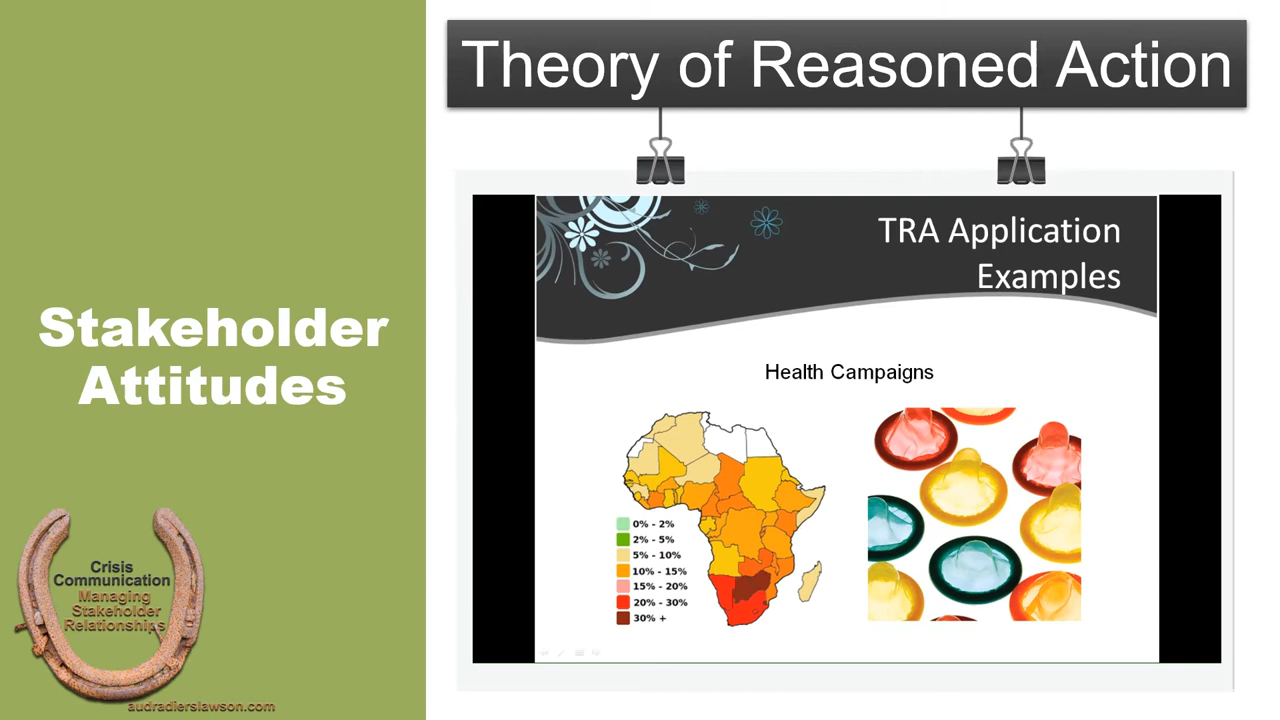 Theory of Reasoned Action
TRA Application
Examples
Health Campaigns
0% - 2%
2% - 5%
5% - 10%
10% - 15%
15% - 20%
20% - 30%
30% +
Stakeholder
Attitudes
Crisis
Communication
Managing
Stakeholder
Relationships
audradierslawson.com